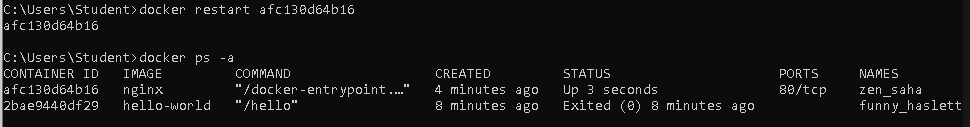 C:\Users\Student>docker restart afc130d64b16
afc130d64b16
C:\Users\Student>docker ps -a
CONTAINER ID   IMAGE         COMMAND                  CREATED         STATUS                     PORTS     NAMES
afc130d64b16   nginx         "/docker-entrypoint.…"   4 minutes ago   Up 3 seconds               80/tcp    zen_saha
2bae9440df29   hello-world   "/hello"                 8 minutes ago   Exited (0) 8 minutes ago             funny_haslett